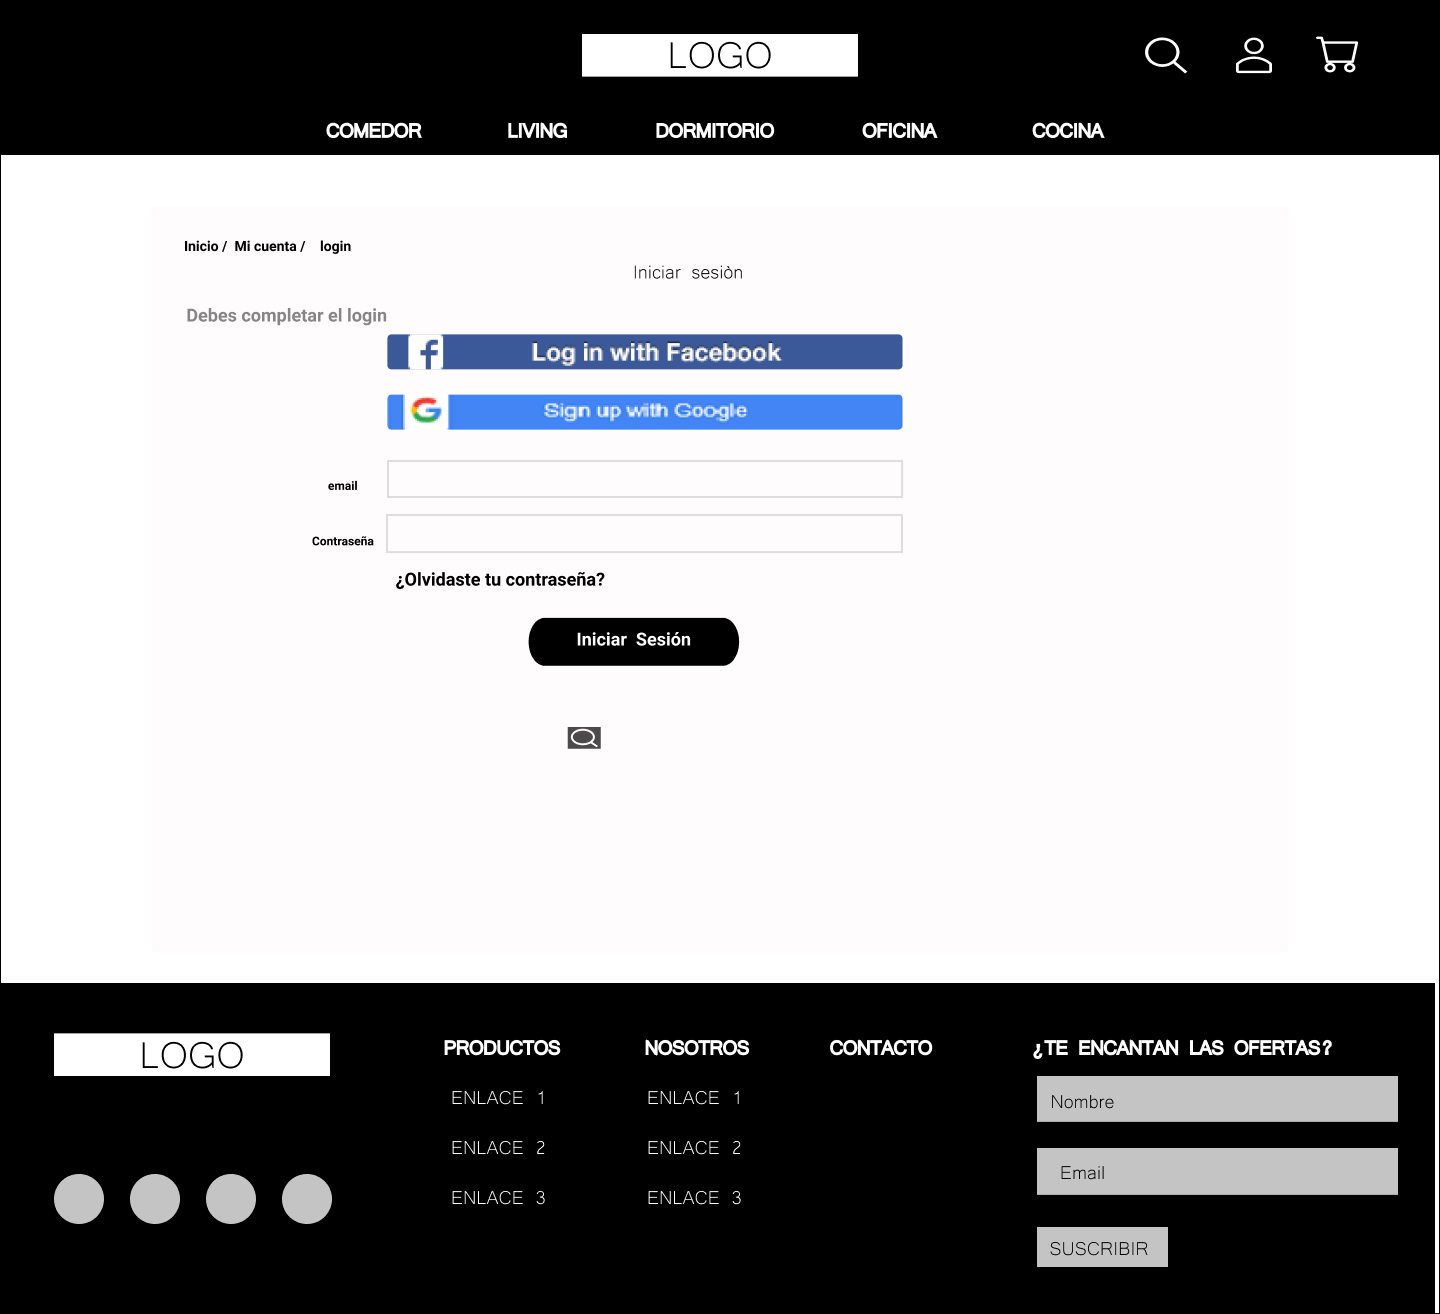 LOGO
COMEDOR LIVING DORMITORIO OFICINA COCINA
Inicio / Mi cuenta / login
Iniciar sesiòn
Debes completar el login
Log in with Facebook
Sign up with Google
email
Contraseña
¿Olvidaste tu contraseña?
Iniciar Sesión
LOGO
PRODUCTOS
ENLACE 1
ENLACE 2
ENLACE 3
NOSOTROS
ENLACE 1
ENLACE 2
ENLACE 3
CONTACTO
¿TE ENCANTAN LAS OFERTAS?
Nombre
Email
SUSCRIBIR